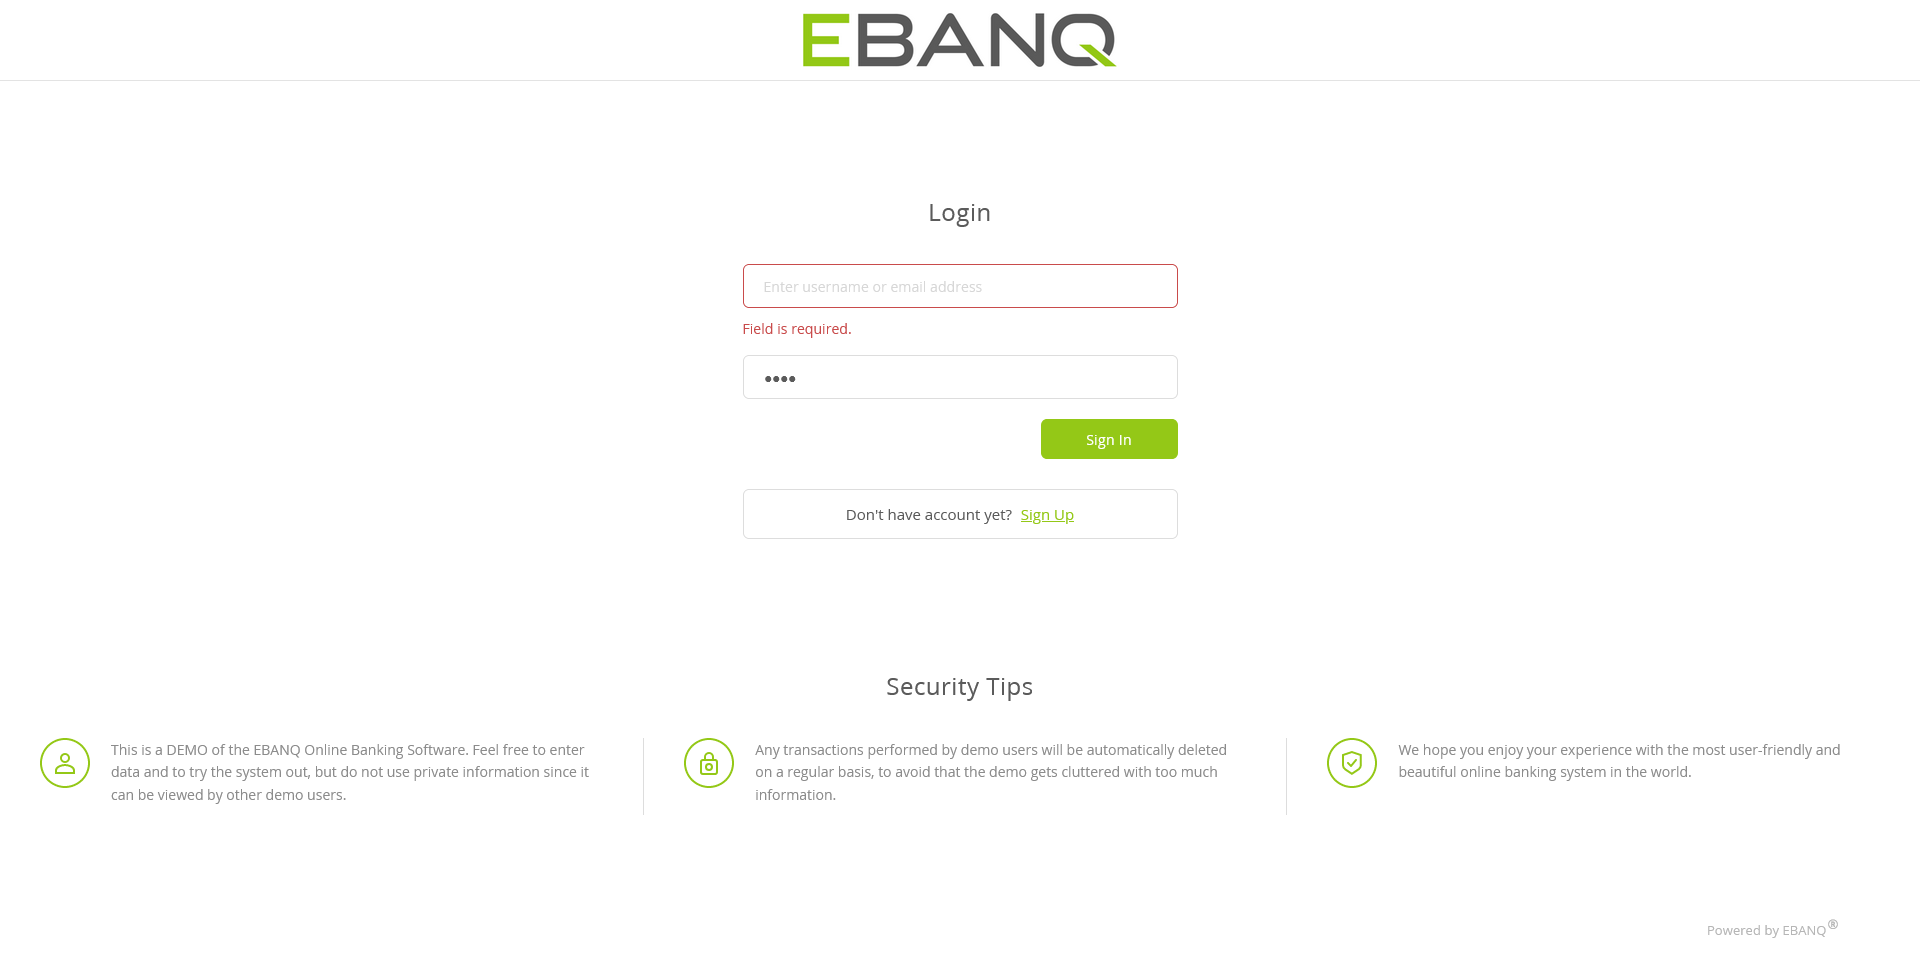 EBANQ
Login
Enter username or email address
Field is required.
••••
Sign In
Don't have account yet? Sign Up
Security Tips
This is a DEMO of the EBANQ Online Banking Software. Feel free to enter
data and to try the system out, but do not use private information since it
can be viewed by other demo users.
Any transactions performed by demo users will be automatically deleted
on a regular basis, to avoid that the demo gets cluttered with too much
information.
We hope you enjoy your experience with the most user-friendly and
beautiful online banking system in the world.
Powered by EBANQ®